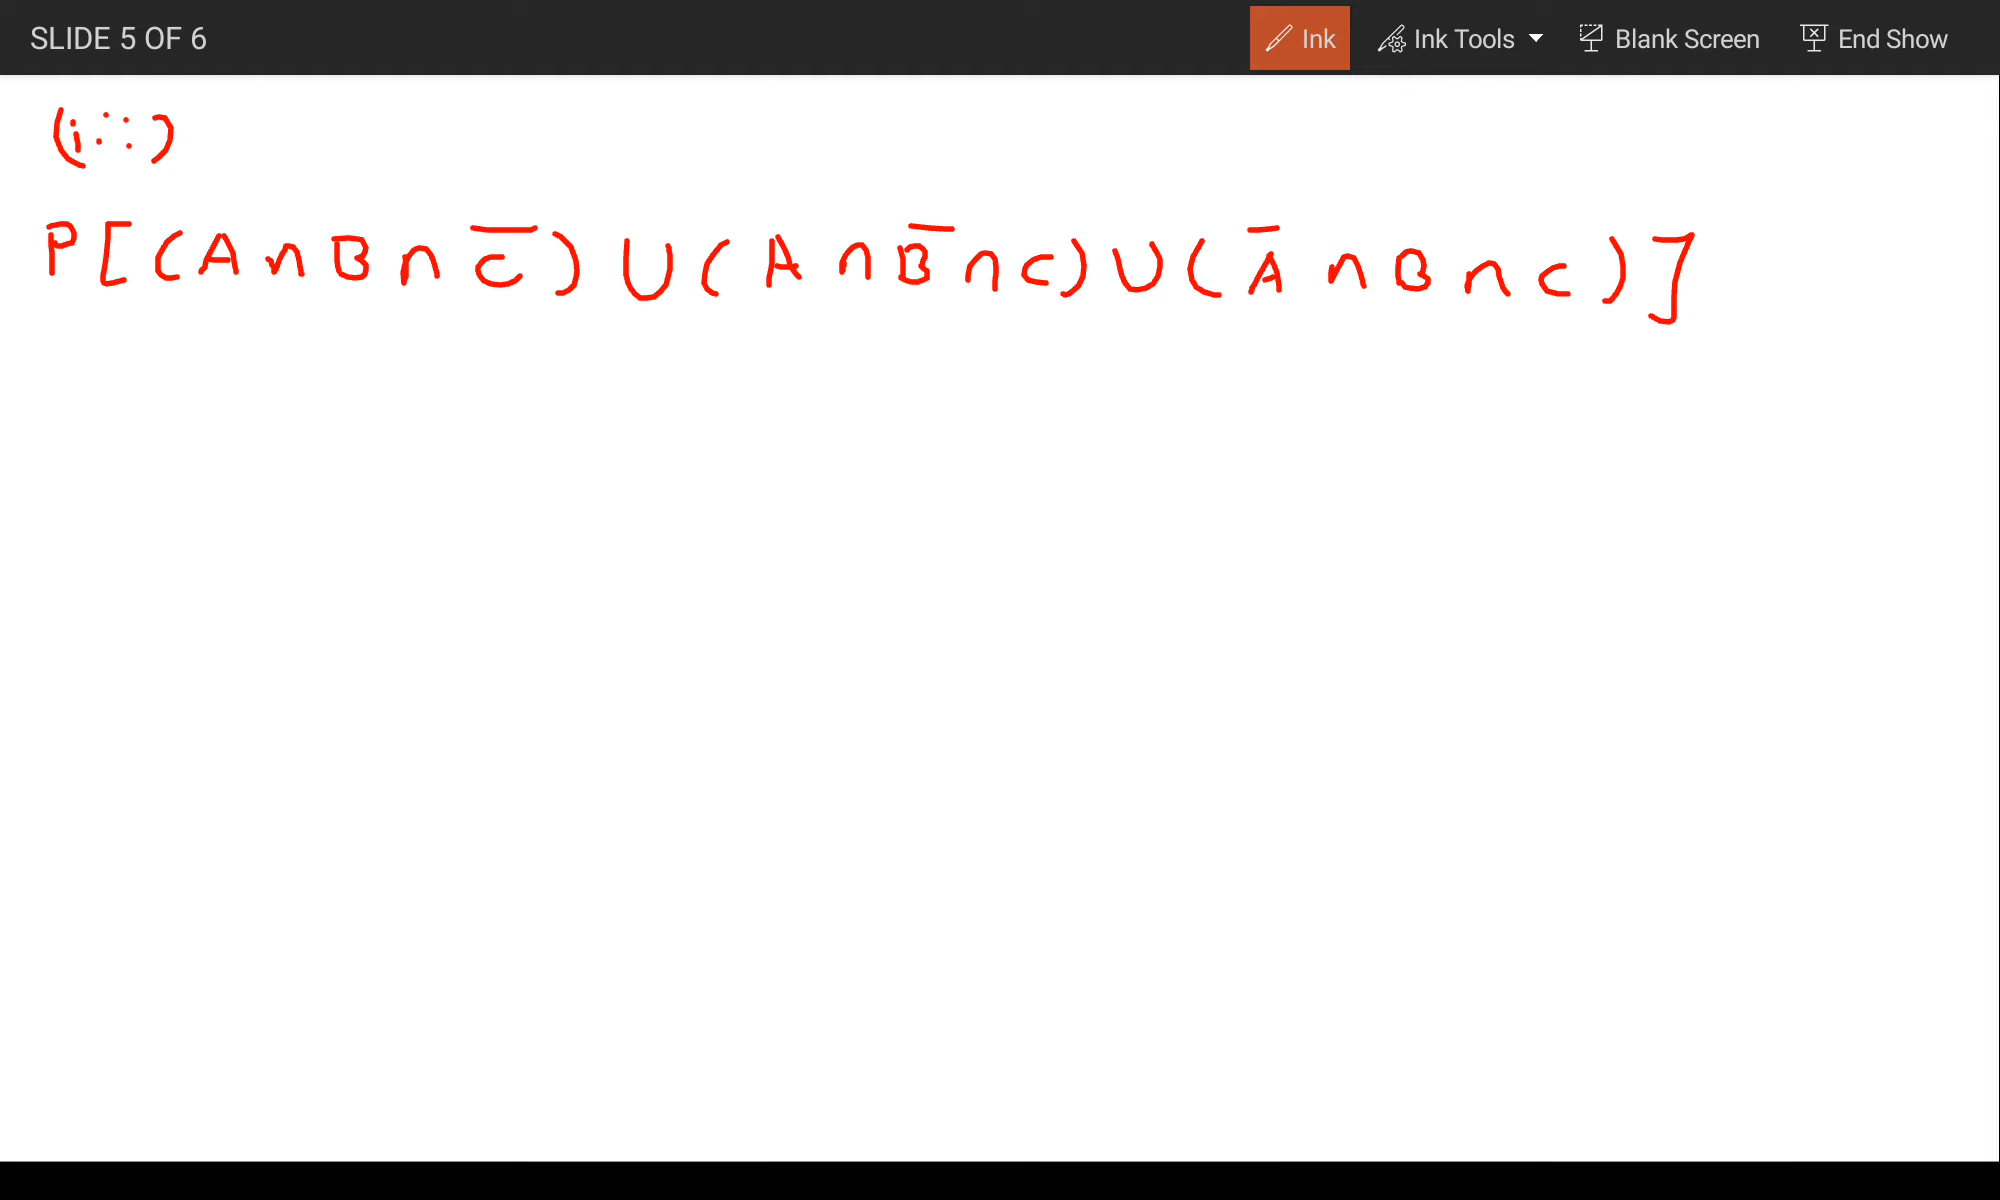 SLIDE 5 OF 6 Ink Ink Tools Blank Screen End Show
(iii)
P[(A∩B∩C̅)∪(A∩B̅∩C)∪(A̅∩B∩C)]